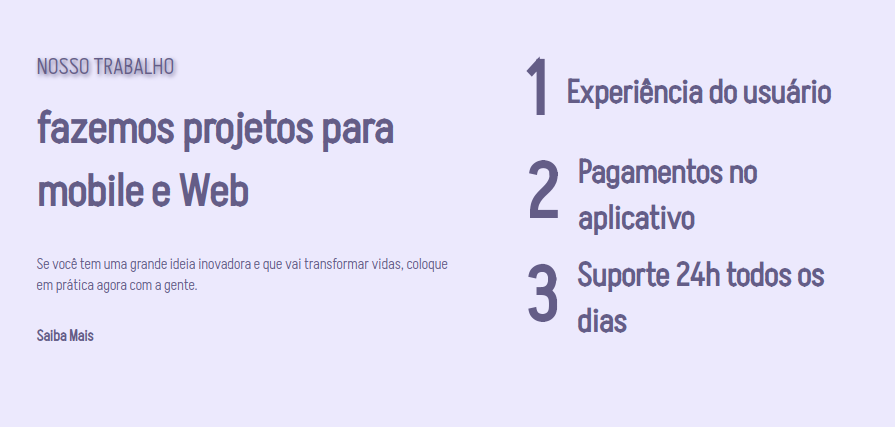 NOSSO TRABALHO
fazemos projetos para
mobile e Web
Se você tem uma grande ideia inovadora e que vai transformar vidas, coloque
em prática agora com a gente.
Saiba Mais
1 Experiência do usuário
2 Pagamentos no
aplicativo
3 Suporte 24h todos os
dias